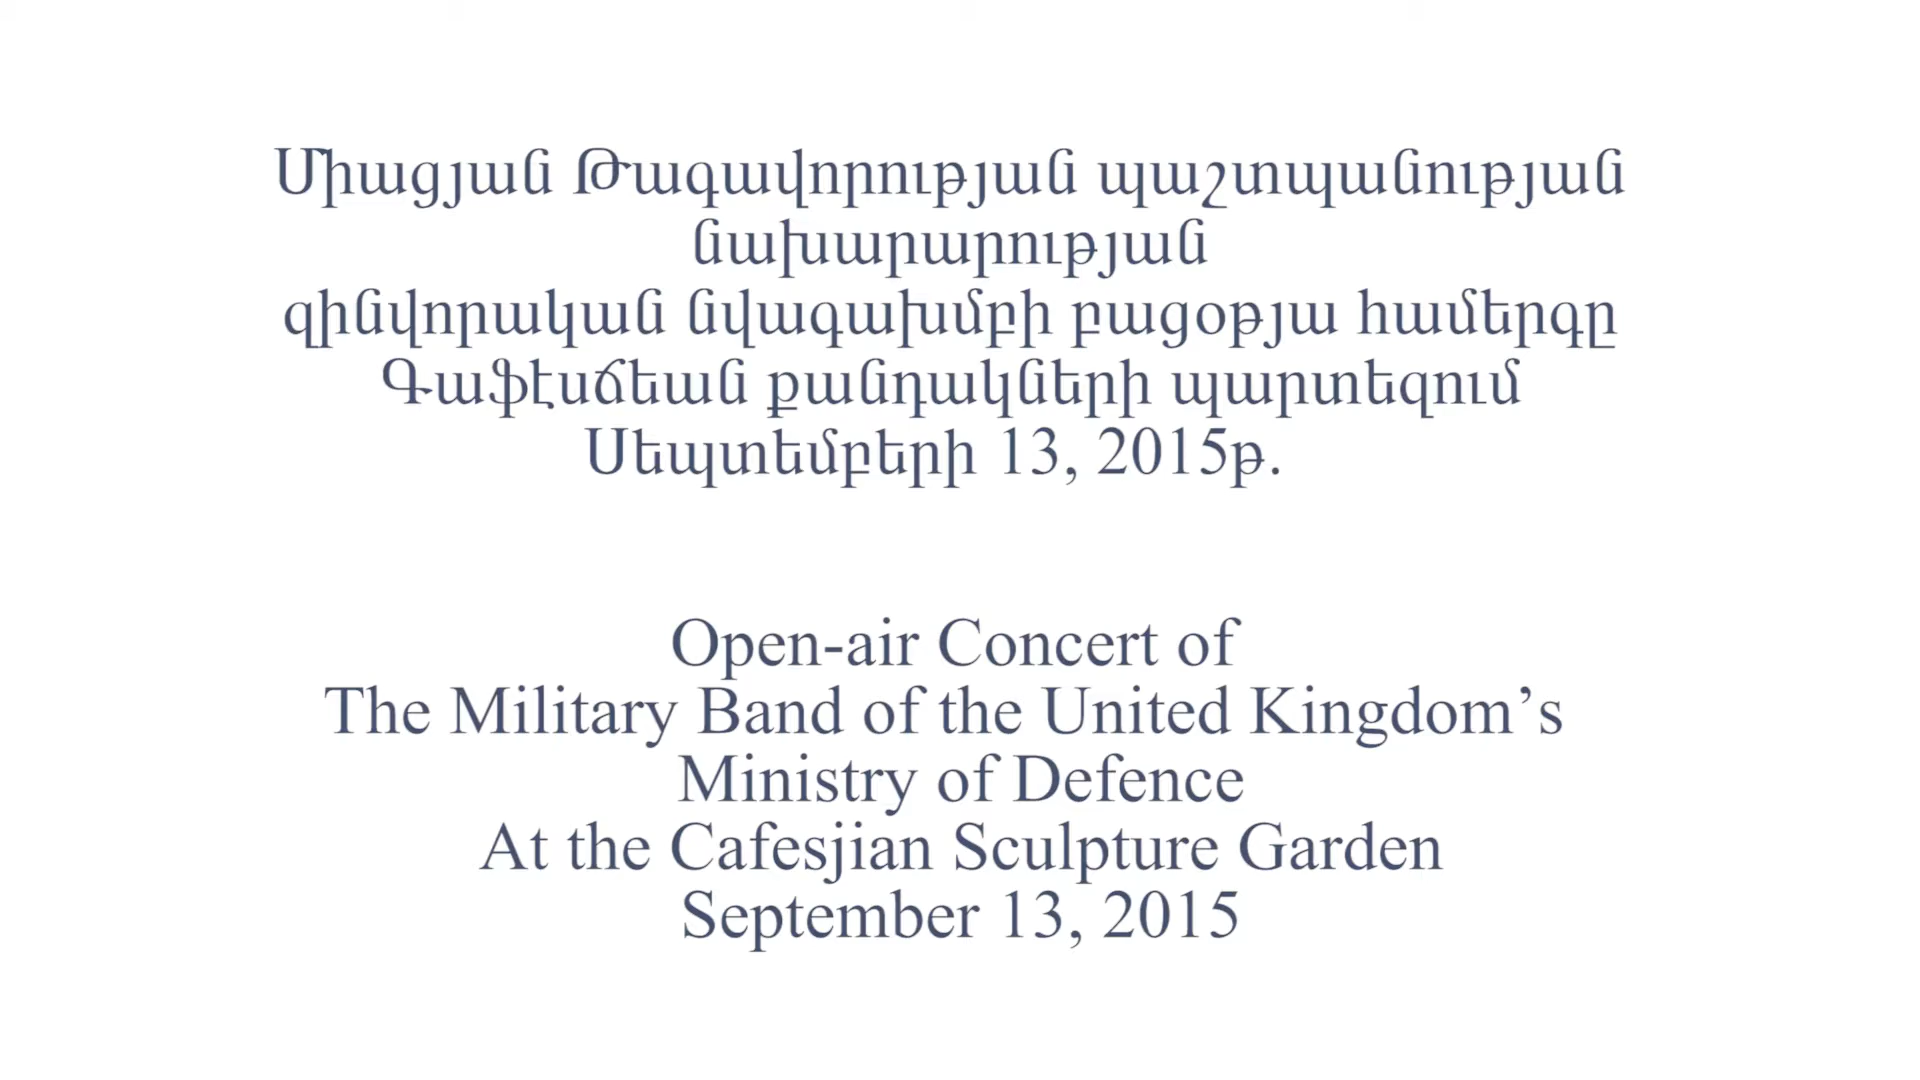 Միացյան Թագավորության պաշտպանության
նախարարության
զինվորական նվագախմբի բացօթյա համերգը
Գաֆէսճեան քանդակների պարտեզում
Սեպտեմբերի 13, 2015թ.
Open-air Concert of
The Military Band of the United Kingdom’s
Ministry of Defence
At the Cafesjian Sculpture Garden
September 13, 2015